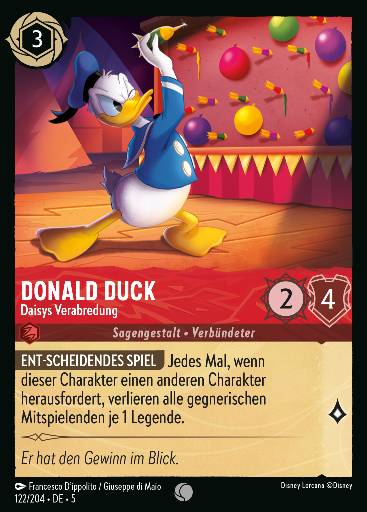 3
DONALD DUCK
Daisys Verabredung
2
4
Sagengestalt • Verbündeter
ENT-SCHEIDENDES SPIEL Jedes Mal, wenn
dieser Charakter einen anderen Charakter
herausfordert, verlieren alle gegnerischen
Mitspielenden je 1 Legende.
Er hat den Gewinn im Blick.
Francesco D'Ippolito / Giuseppe di Maio
122/204 • DE • 5
Disney Lorcana ©Disney